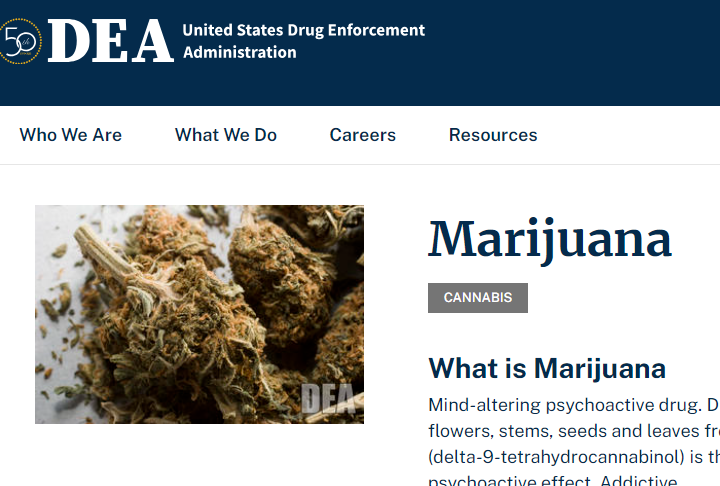 50th
DEA
United States Drug Enforcement
Administration
Who We Are
What We Do
Careers
Resources
DEA
Marijuana
CANNABIS
What is Marijuana
Mind-altering psychoactive drug. D
flowers, stems, seeds and leaves fr
(delta-9-tetrahydrocannabinol) is th
psychoactive effect. Addictive